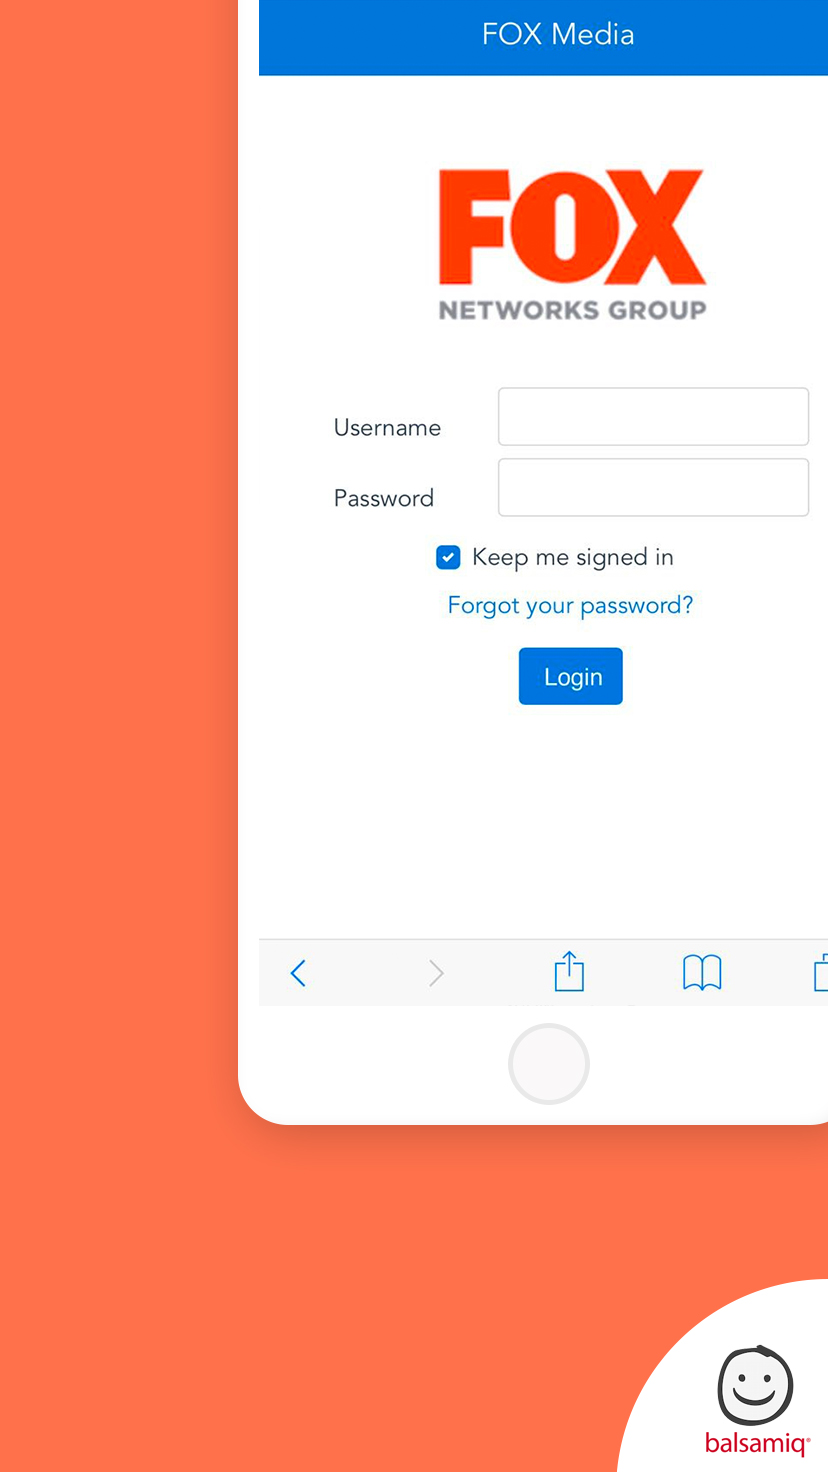 FOX Media
FOX
NETWORKS GROUP
Username
Password
Keep me signed in
Forgot your password?
Login
balsamiq®